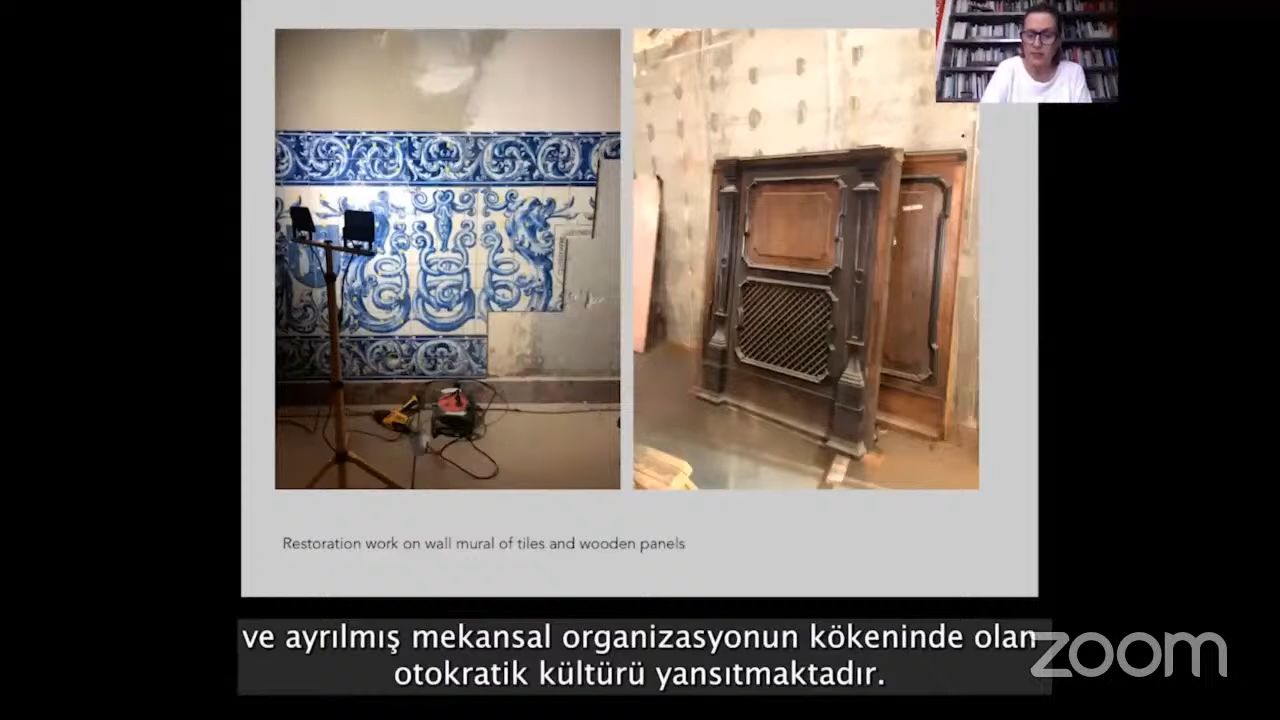 Restoration work on wall mural of tiles and wooden panels
ve ayrılmış mekansal organizasyonun kökeninde olan
otokratik kültürü yansıtmaktadır.
zoom